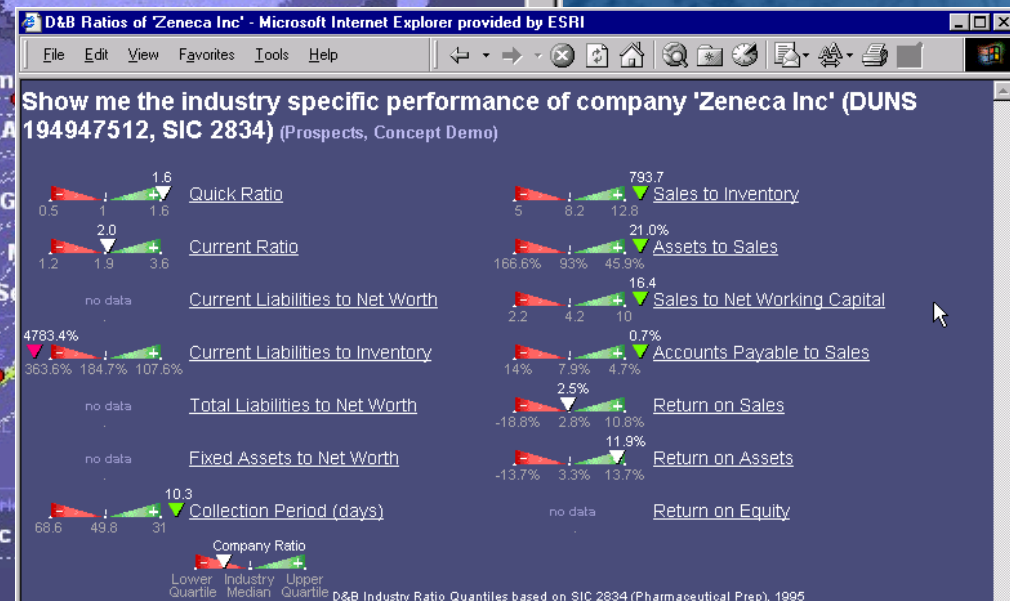 D&B Ratios of 'Zeneca Inc' - Microsoft Internet Explorer provided by ESRI
File Edit View Favorites Tools Help
Show me the industry specific performance of company 'Zeneca Inc' (DUNS
194947512, SIC 2834) (Prospects, Concept Demo)
1.6
Quick Ratio
0.5 1 1.6
2.0
Current Ratio
1.2 1.9 3.6
no data Current Liabilities to Net Worth
4783.4%
Current Liabilities to Inventory
363.6% 184.7% 107.6%
no data Total Liabilities to Net Worth
no data Fixed Assets to Net Worth
10.3
Collection Period (days)
68.6 49.8 31
793.7
Sales to Inventory
5 8.2 12.8
21.0%
Assets to Sales
166.6% 93% 45.9%
16.4
Sales to Net Working Capital
2.2 4.2 10
0.7%
Accounts Payable to Sales
14% 7.9% 4.7%
2.5%
Return on Sales
-18.8% 2.8% 10.8%
11.9%
Return on Assets
-13.7% 3.3% 13.7%
no data Return on Equity
Company Ratio
Lower Industry Upper
Quartile Median Quartile
D&B Industry Ratio Quantiles based on SIC 2834 (Pharmaceutical Prep), 1995